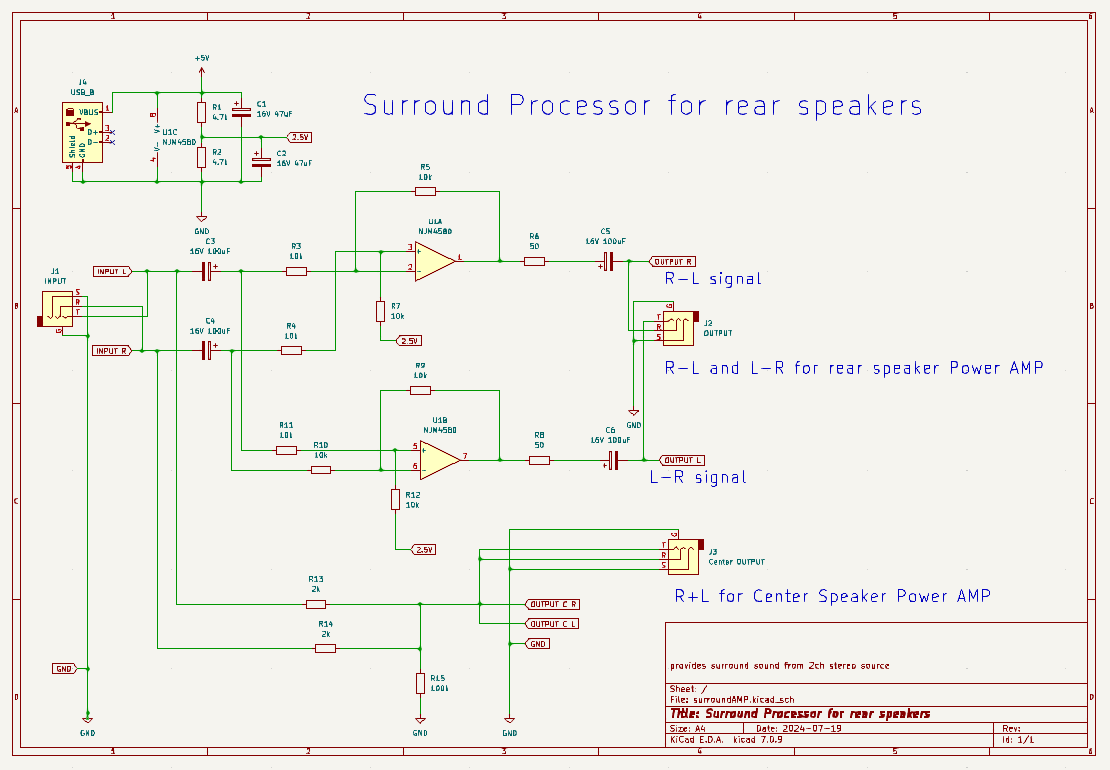 1 2 3 4 5 6
+5V
J4
USB_B
VBUS 1
D+ 3
D- 2
Shield
GND
5 4
8 V+
V- 4
U1C
NJM4580
R1
4.7k
R2
4.7k
C1
16V 47uF
2.5V
C2
16V 47uF
GND
Surround Processor for rear speakers
A A
R5
10k
U1A
NJM4580
3 +
2 -
1
R6
50
C5
16V 100uF
OUTPUT R
R-L signal
C3
16V 100uF
INPUT L
R3
10k
J1
INPUT
S
R
T
G
B B
R7
10k
2.5V
C4
16V 100uF
INPUT R
R4
10k
G
T
R
S
J2
OUTPUT
R-L and L-R for rear speaker Power AMP
GND
R9
10k
U1B
NJM4580
5 +
6 -
7
R11
10k
R10
10k
R8
50
C6
16V 100uF
OUTPUT L
L-R signal
R12
10k
2.5V
C C
G
T
R
S
J3
Center OUTPUT
R+L for Center Speaker Power AMP
R13
2k
OUTPUT C R
R14
2k
OUTPUT C L
GND
R15
100k
GND
GND
GND
GND
D D
provides surround sound from 2ch stereo source
Sheet: /
File: surroundAMP.kicad_sch
Title: Surround Processor for rear speakers
Size: A4 Date: 2024-07-19 Rev:
KiCad E.D.A. kicad 7.0.9 Id: 1/1
1 2 3 4 5 6